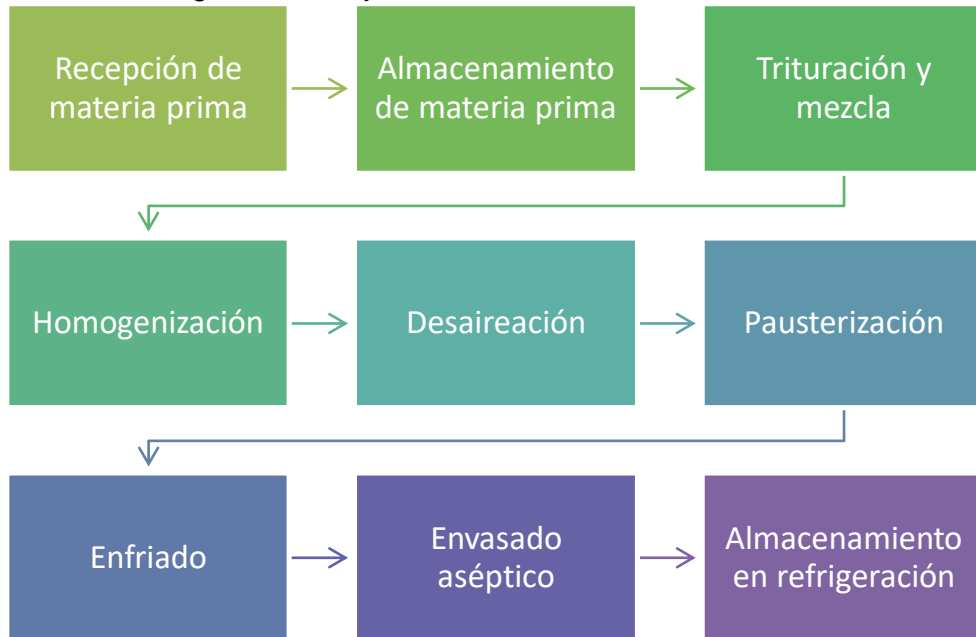 Recepción de
materia prima
Almacenamiento
de materia prima
Trituración y
mezcla
Homogenización
Desaireación
Pausterización
Enfriado
Envasado
aséptico
Almacenamiento
en refrigeración